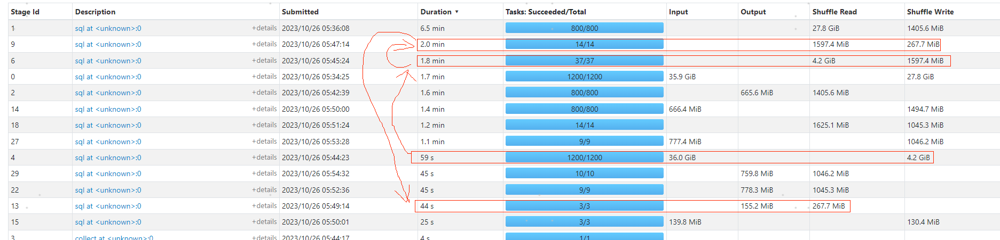 Stage Id Description Submitted Duration ▾ Tasks: Succeeded/Total Input Output Shuffle Read Shuffle Write
1 sql at <unknown>:0 +details 2023/10/26 05:36:08 6.5 min 800/800 27.8 GiB 1405.6 MiB
9 sql at <unknown>:0 +details 2023/10/26 05:47:14 2.0 min 14/14 1597.4 MiB 267.7 MiB
6 sql at <unknown>:0 +details 2023/10/26 05:45:24 1.8 min 37/37 4.2 GiB 1597.4 MiB
0 sql at <unknown>:0 +details 2023/10/26 05:34:25 1.7 min 1200/1200 35.9 GiB 27.8 GiB
2 sql at <unknown>:0 +details 2023/10/26 05:42:39 1.6 min 800/800 665.6 MiB 1405.6 MiB
14 sql at <unknown>:0 +details 2023/10/26 05:50:00 1.4 min 800/800 666.4 MiB 1494.7 MiB
18 sql at <unknown>:0 +details 2023/10/26 05:51:24 1.2 min 14/14 1625.1 MiB 1045.3 MiB
27 sql at <unknown>:0 +details 2023/10/26 05:53:28 1.1 min 9/9 777.4 MiB 1046.2 MiB
4 sql at <unknown>:0 +details 2023/10/26 05:44:23 59 s 1200/1200 36.0 GiB 4.2 GiB
29 sql at <unknown>:0 +details 2023/10/26 05:54:32 45 s 10/10 759.8 MiB 1046.2 MiB
22 sql at <unknown>:0 +details 2023/10/26 05:52:36 45 s 9/9 778.3 MiB 1045.3 MiB
13 sql at <unknown>:0 +details 2023/10/26 05:49:14 44 s 3/3 155.2 MiB 267.7 MiB
15 sql at <unknown>:0 +details 2023/10/26 05:50:01 25 s 3/3 139.8 MiB 130.4 MiB
3 collect at <unknown>:0 +details 2023/10/26 05:44:17 4 s 1/1